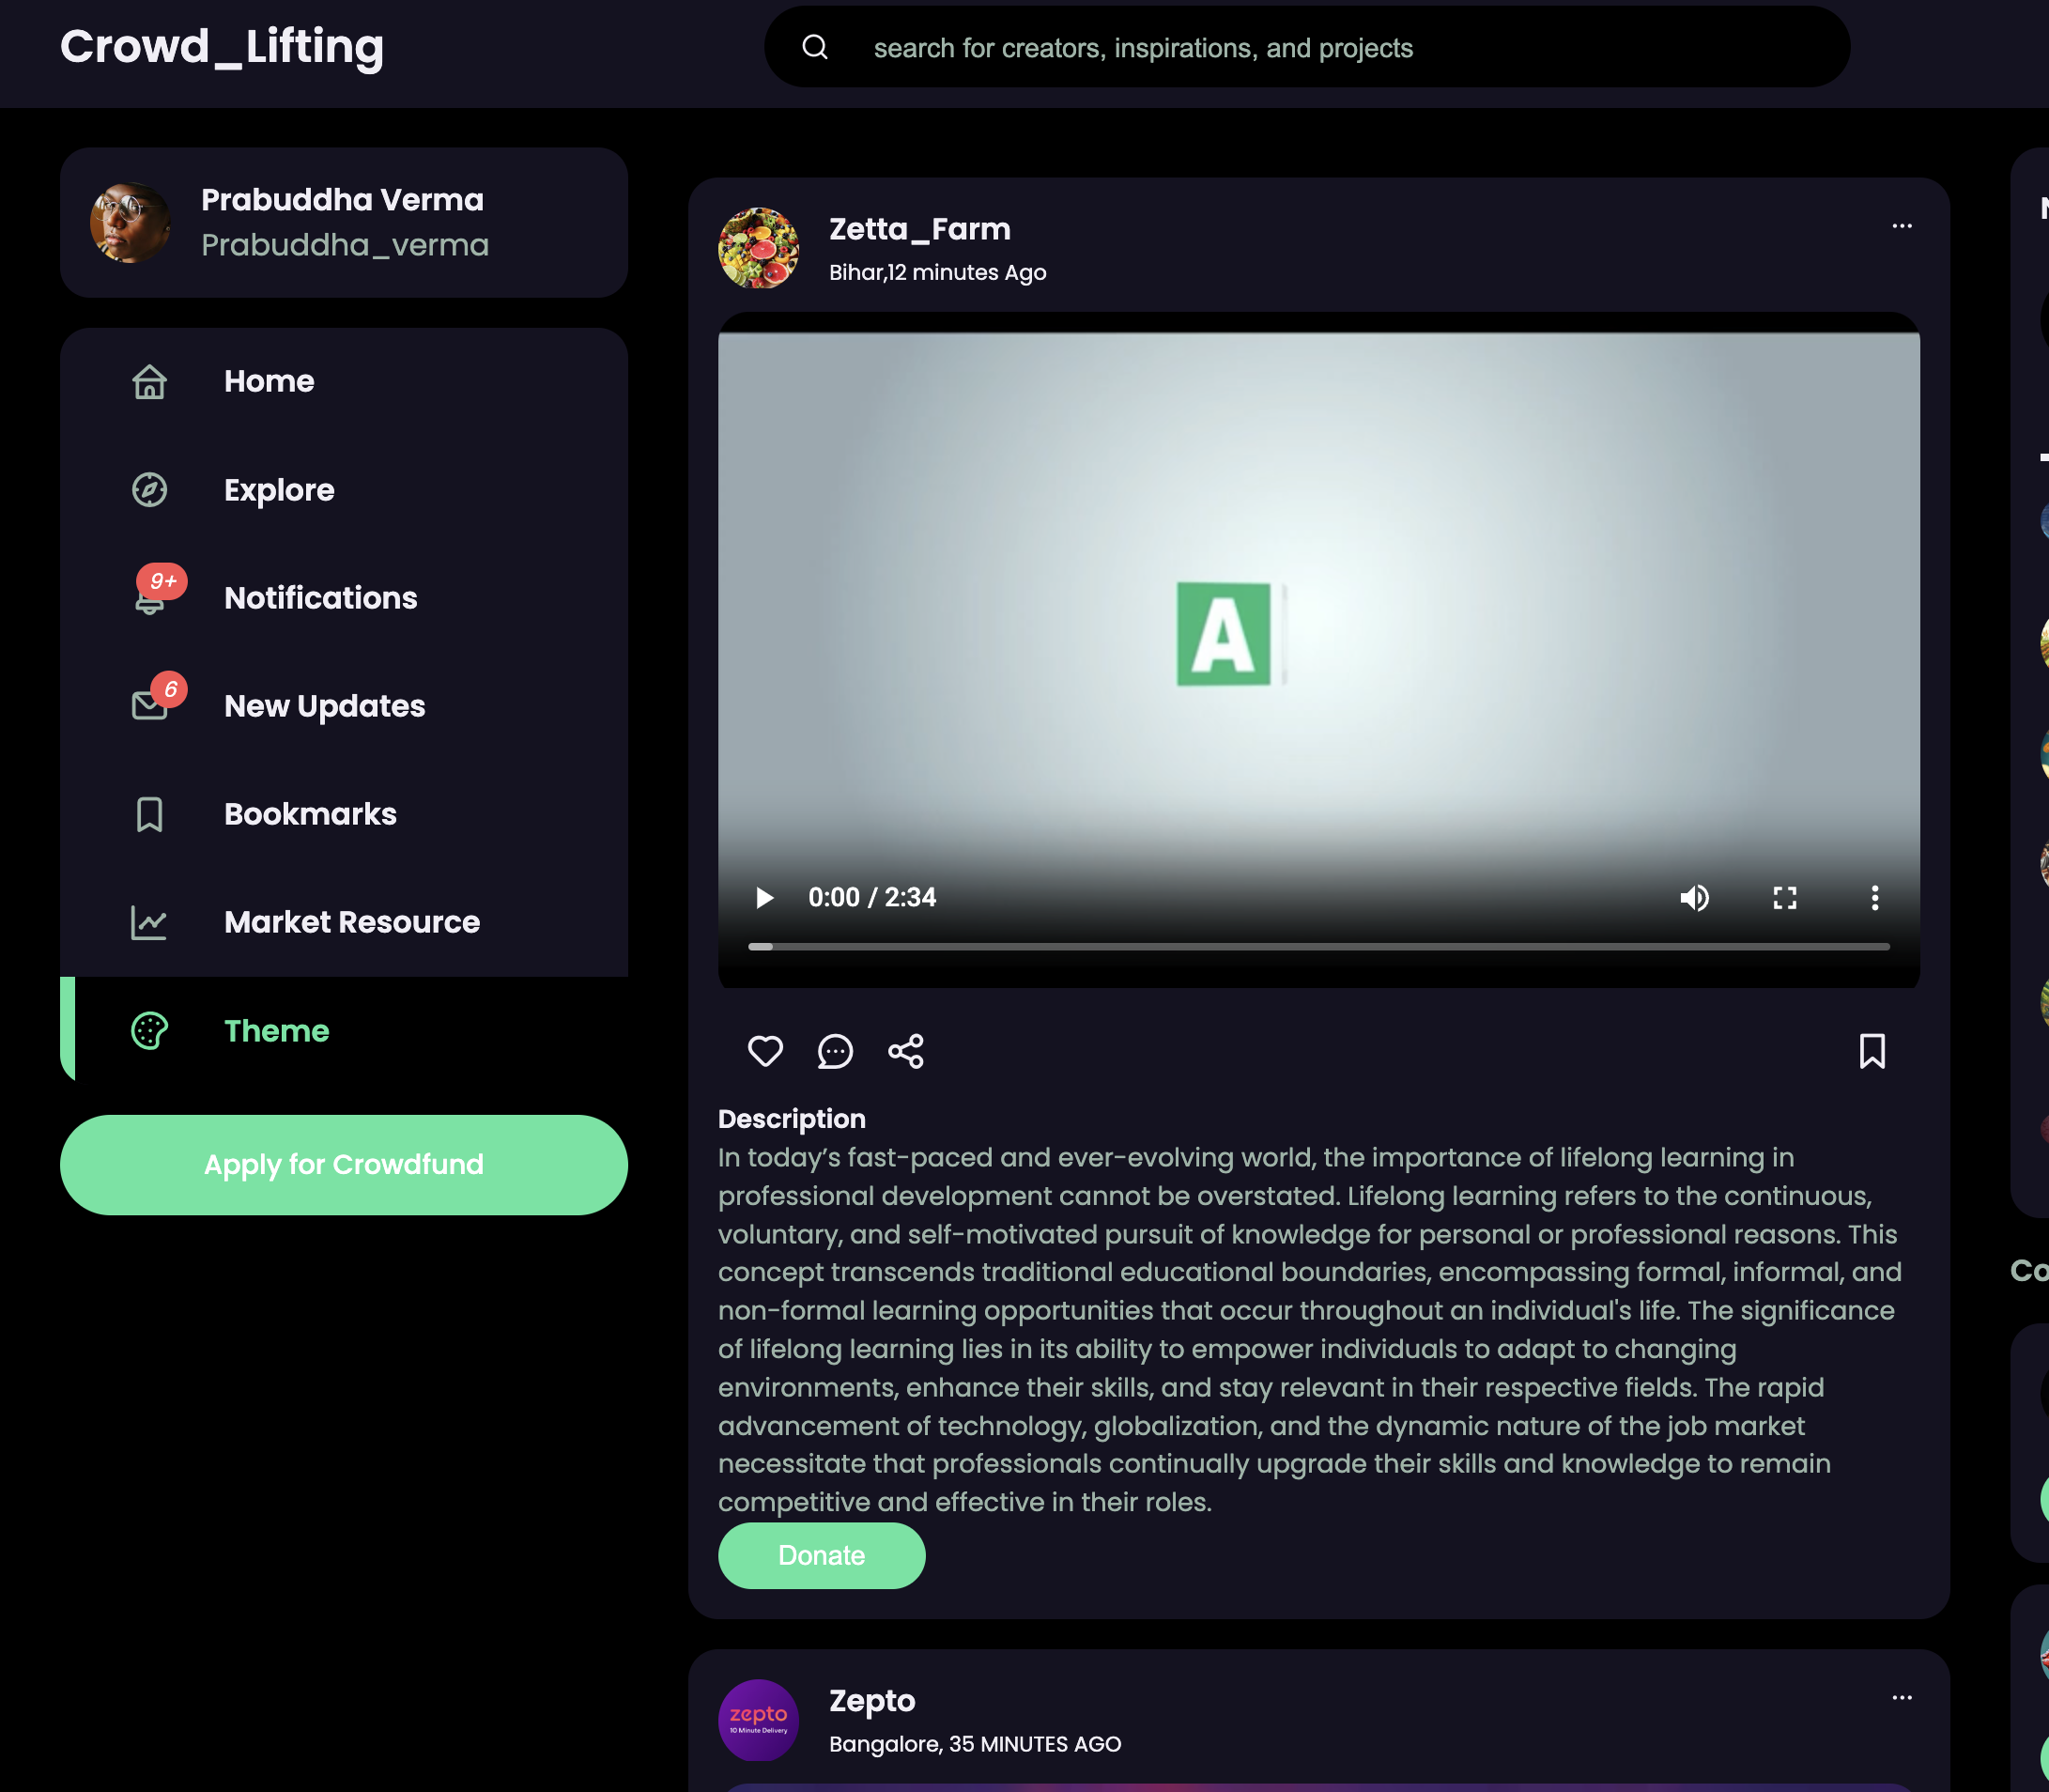 Crowd_Lifting
search for creators, inspirations, and projects
Prabuddha Verma
Prabuddha_verma
Home
Explore
9+
Notifications
6
New Updates
Bookmarks
Market Resource
Theme
Apply for Crowdfund
Zetta_Farm
Bihar,12 minutes Ago
A
0:00 / 2:34
Description
In today’s fast-paced and ever-evolving world, the importance of lifelong learning in
professional development cannot be overstated. Lifelong learning refers to the continuous,
voluntary, and self-motivated pursuit of knowledge for personal or professional reasons. This
concept transcends traditional educational boundaries, encompassing formal, informal, and
non-formal learning opportunities that occur throughout an individual's life. The significance
of lifelong learning lies in its ability to empower individuals to adapt to changing
environments, enhance their skills, and stay relevant in their respective fields. The rapid
advancement of technology, globalization, and the dynamic nature of the job market
necessitate that professionals continually upgrade their skills and knowledge to remain
competitive and effective in their roles.
Donate
zepto
10 Minute Delivery
Zepto
Bangalore, 35 MINUTES AGO
Co